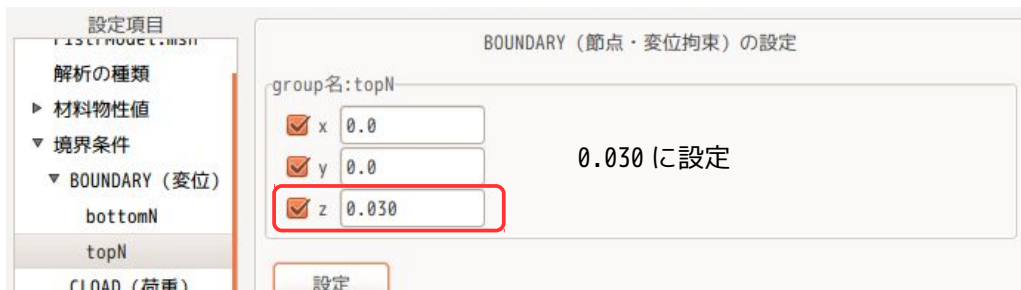 設定項目
FistrModel.msh
解析の種類
材料物性値
境界条件
BOUNDARY (変位)
bottomN
topN
CLOAD (荷重)
BOUNDARY (節点・変位拘束) の設定
group名:topN
x 0.0
y 0.0
z 0.030
0.030 に設定
設定